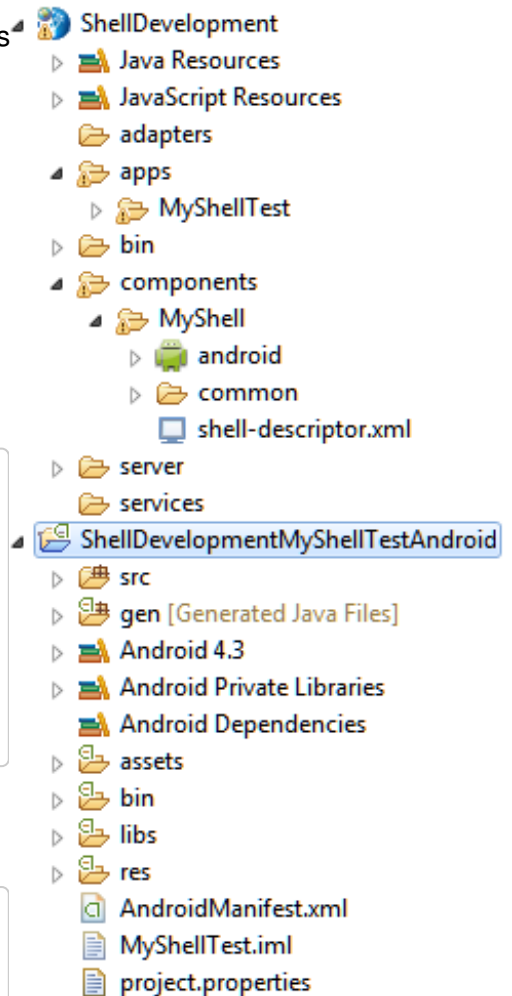 ShellDevelopment
s
Java Resources
JavaScript Resources
adapters
apps
MyShellTest
bin
components
MyShell
android
common
shell-descriptor.xml
server
services
ShellDevelopmentMyShellTestAndroid
src
gen [Generated Java Files]
Android 4.3
Android Private Libraries
Android Dependencies
assets
bin
libs
res
AndroidManifest.xml
MyShellTest.iml
project.properties